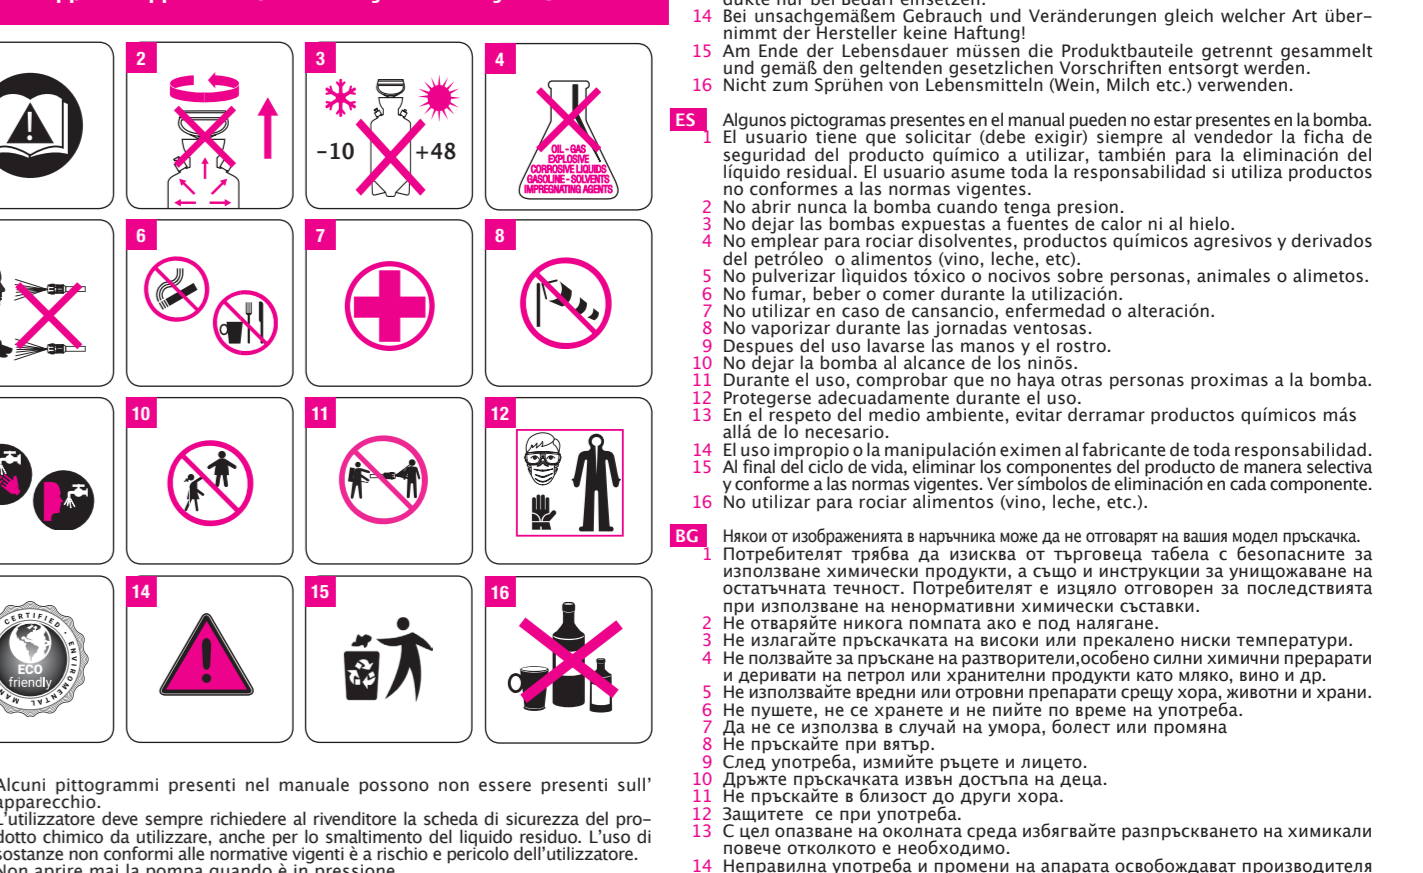 2
3
4
-10
+48
OIL - GAS
EXPLOSIVE
CORROSIVE LIQUIDS
GASOLINE - SOLVENTS
IMPREGNATING AGENTS
6
7
8
10
11
12
CERTIFIED
ENVIROMENTAL
ECO
friendly
14
15
16
Alcuni pittogrammi presenti nel manuale possono non essere presenti sull'
apparecchio.
L'utilizzatore deve sempre richiedere al rivenditore la scheda di sicurezza del pro-
dotto chimico da utilizzare, anche per lo smaltimento del liquido residuo. L'uso di
sostanze non conformi alle normative vigenti è a rischio e pericolo dell'utilizzatore.
Non aprire mai la pompa quando è in pressione
dukte nur bei Bedarf einsetzen.
14 Bei unsachgemäßem Gebrauch und Veränderungen gleich welcher Art über-
nimmt der Hersteller keine Haftung!
15 Am Ende der Lebensdauer müssen die Produktbauteile getrennt gesammelt
und gemäß den geltenden gesetzlichen Vorschriften entsorgt werden.
16 Nicht zum Sprühen von Lebensmitteln (Wein, Milch etc.) verwenden.
ES Algunos pictogramas presentes en el manual pueden no estar presentes en la bomba.
1 El usuario tiene que solicitar (debe exigir) siempre al vendedor la ficha de
seguridad del producto químico a utilizar, también para la eliminación del
líquido residual. El usuario asume toda la responsabilidad si utiliza productos
no conformes a las normas vigentes.
2 No abrir nunca la bomba cuando tenga presion.
3 No dejar las bombas expuestas a fuentes de calor ni al hielo.
4 No emplear para rociar disolventes, productos químicos agresivos y derivados
del petróleo o alimentos (vino, leche, etc).
5 No pulverizar lìquidos tóxico o nocivos sobre personas, animales o alimetos.
6 No fumar, beber o comer durante la utilización.
7 No utilizar en caso de cansancio, enfermedad o alteración.
8 No vaporizar durante las jornadas ventosas.
9 Despues del uso lavarse las manos y el rostro.
10 No dejar la bomba al alcance de los ninõs.
11 Durante el uso, comprobar que no haya otras personas proximas a la bomba.
12 Protegerse adecuadamente durante el uso.
13 En el respeto del medio ambiente, evitar derramar productos químicos más
allá de lo necesario.
14 El uso impropio o la manipulación eximen al fabricante de toda responsabilidad.
15 Al final del ciclo de vida, eliminar los componentes del producto de manera selectiva
y conforme a las normas vigentes. Ver símbolos de eliminación en cada componente.
16 No utilizar para rociar alimentos (vino, leche, etc.).
BG Някои от изображенията в наръчника може да не отговарят на вашия модел пръскачка.
1 Потребителят трябва да изисква от търговеца табела с безопасните за
използване химически продукти, а също и инструкции за унищожаване на
остатъчната течност. Потребителят е изцяло отговорен за последствията
при използване на ненормативни химически съставки.
2 Не отваряйте никога помпата ако е под налягане.
3 Не излагайте пръскачката на високи или прекалено ниски температури.
4 Не ползвайте за пръскане на разтворители,особено силни химични прерарати
и деривати на петрол или хранителни продукти като мляко, вино и др.
5 Не използвайте вредни или отровни препарати срещу хора, животни и храни.
6 Не пушете, не се хранете и не пийте по време на употреба.
7 Да не се използва в случай на умора, болест или промяна
8 Не пръскайте при вятър.
9 След употреба, измийте ръцете и лицето.
10 Дръжте пръскачката извън достъпа на деца.
11 Не пръскайте в близост до други хора.
12 Защитете се при употреба.
13 С цел опазване на околната среда избягвайте разпръскването на химикали
повече отколкото е необходимо.
14 Неправилна употреба и промени на апарата освобождават производителя